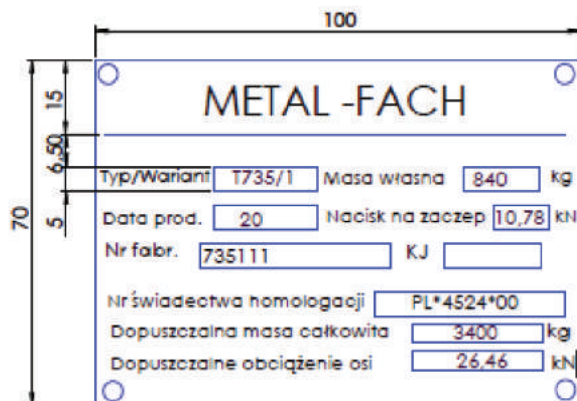 100
METAL -FACH
15
6,50
Typ/Wariant T735/1 Masa własna 840 kg
70
5
Data prod. 20 Nacisk na zaczep 10,78 kN
Nr fabr. 735111 KJ
Nr świadectwa homologacji PL*4524*00
Dopuszczalna masa całkowita 3400 kg
Dopuszczalne obciążenie osi 26,46 kN